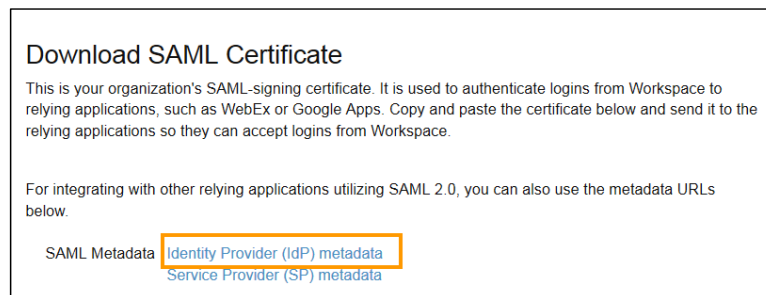 Download SAML Certificate
This is your organization's SAML-signing certificate. It is used to authenticate logins from Workspace to
relying applications, such as WebEx or Google Apps. Copy and paste the certificate below and send it to the
relying applications so they can accept logins from Workspace.
For integrating with other relying applications utilizing SAML 2.0, you can also use the metadata URLs
below.
SAML Metadata Identity Provider (IdP) metadata
Service Provider (SP) metadata